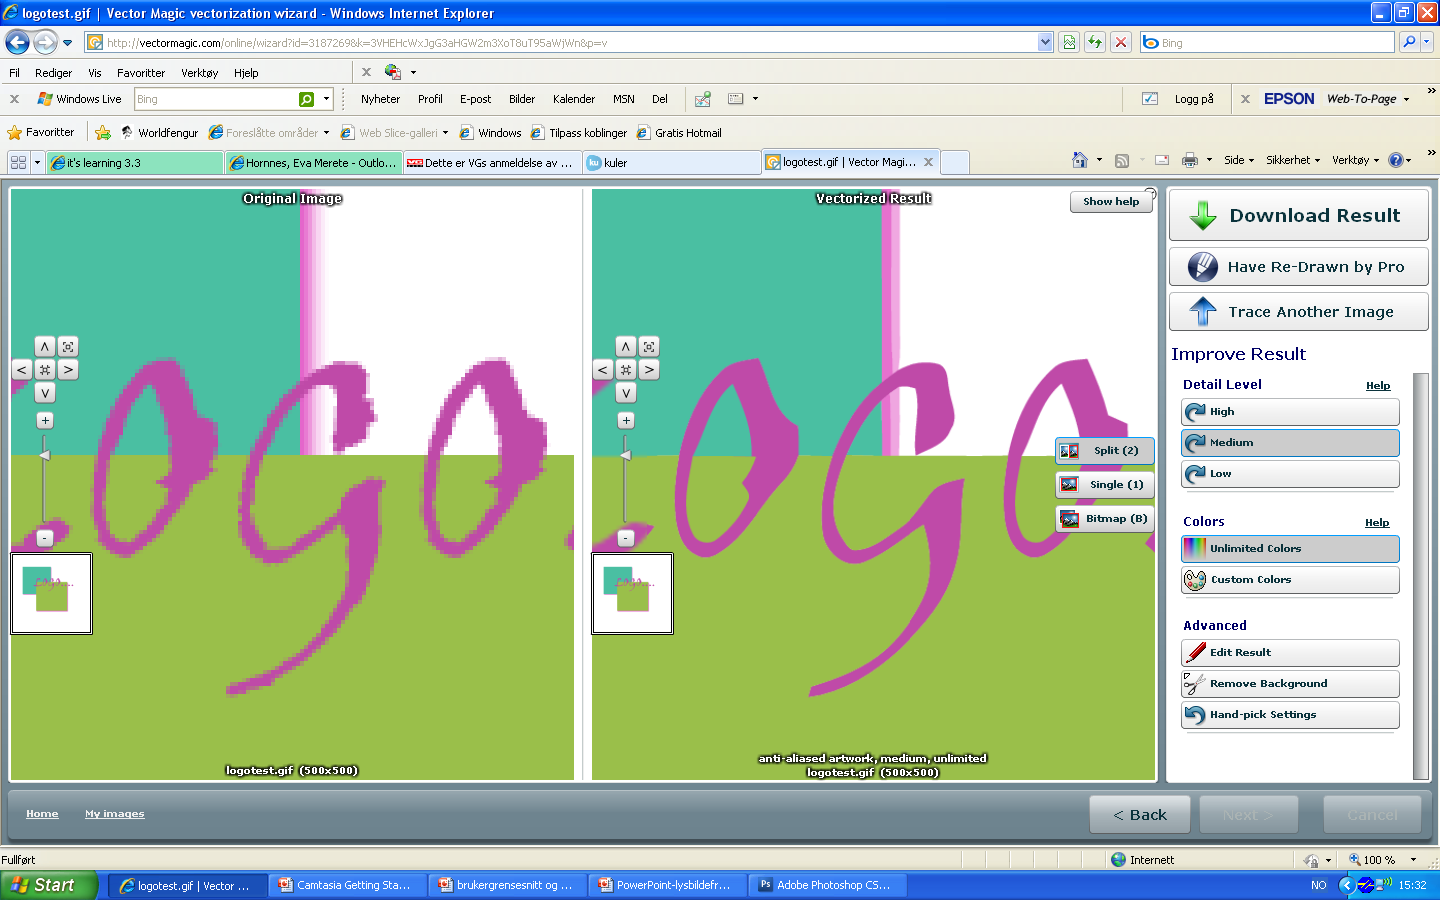 logotest.gif | Vector Magic vectorization wizard - Windows Internet Explorer
http://vectormagic.com/online/wizard?id=3187269&k=3VHEHcWxJgG3aHGW2m3XoT8uT95aWjWn&p=v
Bing
Fil Rediger Vis Favoritter Verktøy Hjelp
Windows Live Bing Nyheter Profil E-post Bilder Kalender MSN Del Logg på EPSON Web-To-Page
Favoritter Worldfengur Foreslåtte områder Web Slice-galleri Windows Tilpass koblinger Gratis Hotmail
it's learning 3.3 Hornnes, Eva Merete - Outlo... Dette er VGs anmeldelse av ... kuler logotest.gif | Vector Magi... Side Sikkerhet Verktøy
Original Image
Vectorized Result
Show help
Split (2)
Single (1)
Bitmap (B)
OGO
OGO
Logo...
Logo...
logotest.gif (500x500)
anti-aliased artwork, medium, unlimited
logotest.gif (500x500)
Download Result
Have Re-Drawn by Pro
Trace Another Image
Improve Result
Detail Level Help
High
Medium
Low
Colors Help
Unlimited Colors
Custom Colors
Advanced
Edit Result
Remove Background
Hand-pick Settings
Home My images < Back Next > Cancel
Fullført Internett 100 %
Start logotest.gif | Vector ... Camtasia Getting Sta... brukergrensesnitt og ... PowerPoint-lysbildefr... Ps Adobe Photoshop CS... NO 15:32